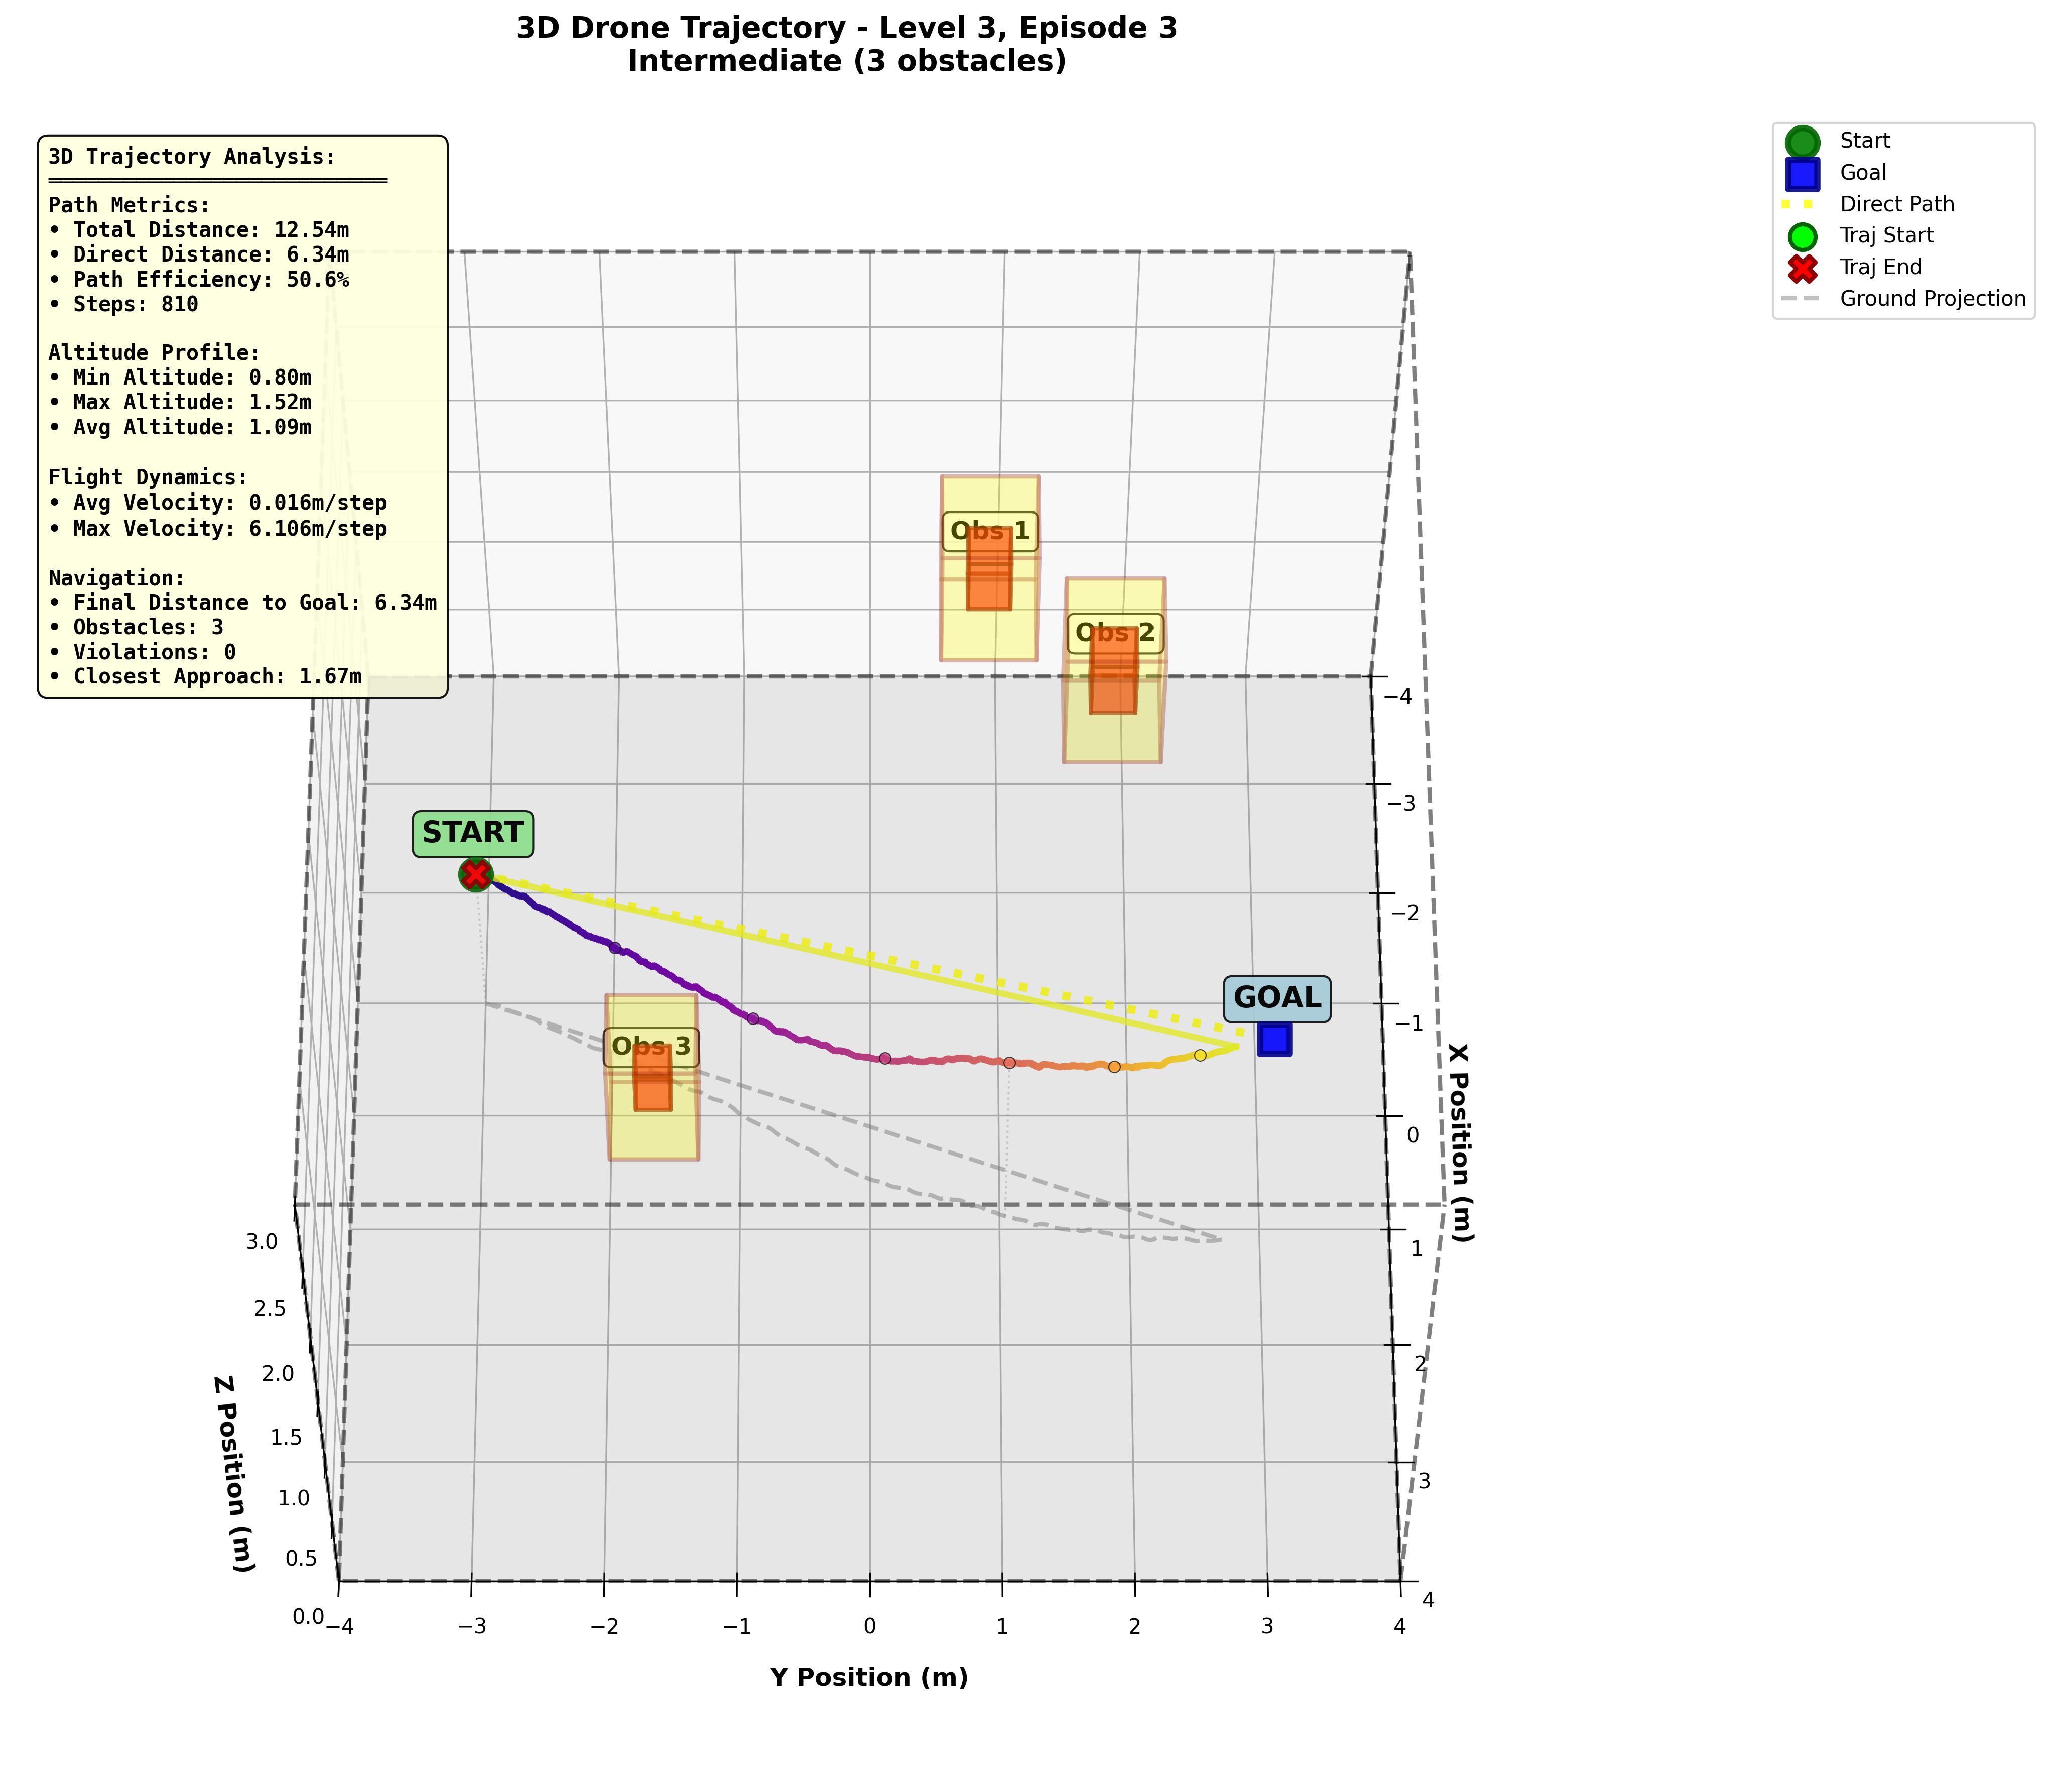 3D Drone Trajectory - Level 3, Episode 3
Intermediate (3 obstacles)
3D Trajectory Analysis:
═══════════════════════════
Path Metrics:
• Total Distance: 12.54m
• Direct Distance: 6.34m
• Path Efficiency: 50.6%
• Steps: 810
Altitude Profile:
• Min Altitude: 0.80m
• Max Altitude: 1.52m
• Avg Altitude: 1.09m
Flight Dynamics:
• Avg Velocity: 0.016m/step
• Max Velocity: 6.106m/step
Navigation:
• Final Distance to Goal: 6.34m
• Obstacles: 3
• Violations: 0
• Closest Approach: 1.67m
Start
Goal
Direct Path
Traj Start
Traj End
Ground Projection
Obs 1
Obs 2
START
GOAL
Obs 3
−4
−3
−2
−1
0
1
2
3
4
X Position (m)
3.0
2.5
2.0
1.5
1.0
0.5
0.0
Z Position (m)
−4
−3
−2
−1
0
1
2
3
4
Y Position (m)